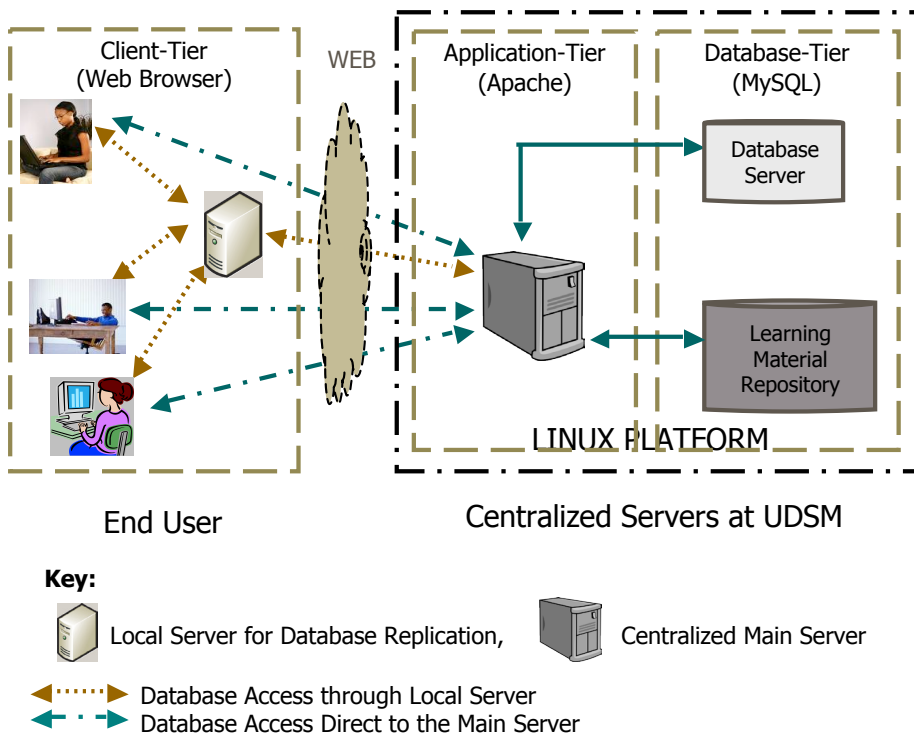 Client-Tier
(Web Browser)
WEB
Application-Tier
(Apache)
Database-Tier
(MySQL)
Database
Server
Learning
Material
Repository
LINUX PLATFORM
End User
Centralized Servers at UDSM
Key:
Local Server for Database Replication,
Centralized Main Server
Database Access through Local Server
Database Access Direct to the Main Server